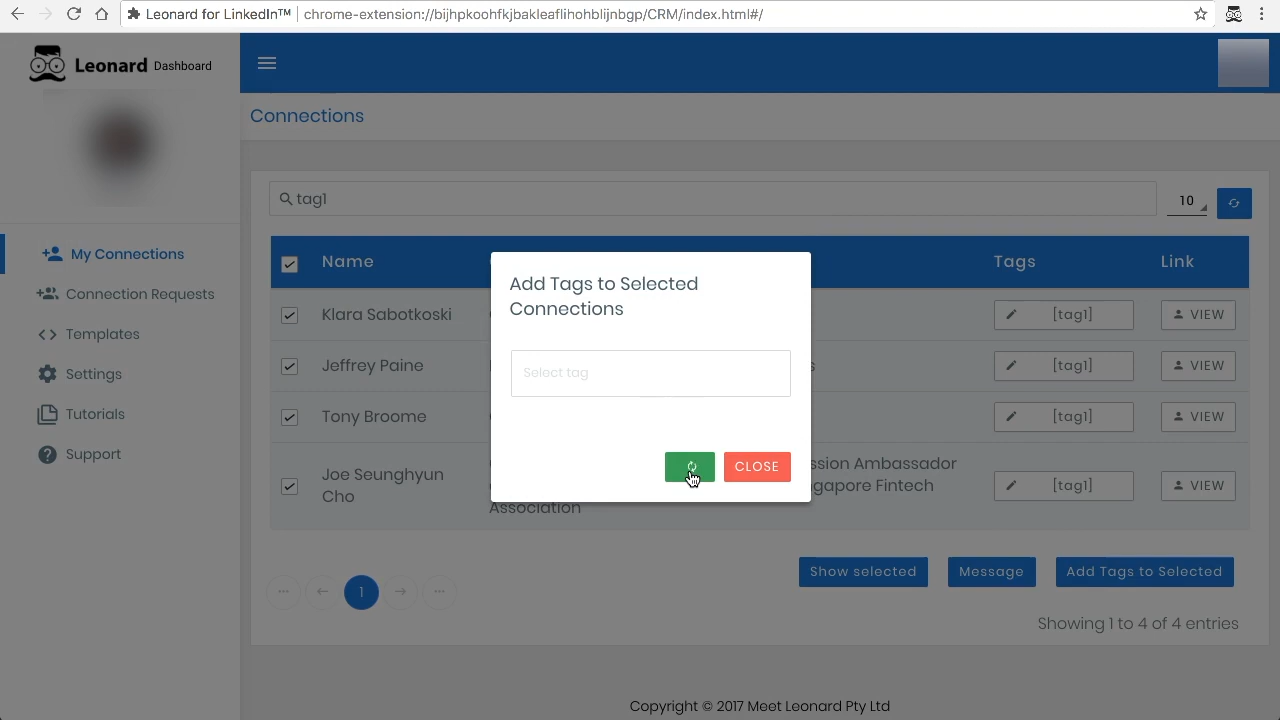 Leonard for LinkedIn™ chrome-extension://bijhpkoohfkjbakleaflihohblijnbgp/CRM/index.html#/
Leonard Dashboard
My Connections
Connection Requests
Templates
Settings
Tutorials
Support
Connections
tag1
10
Name Tags Link
Klara Sabotkoski [tag1] VIEW
Jeffrey Paine s [tag1] VIEW
Tony Broome [tag1] VIEW
Joe Seunghyun
Cho
ssion Ambassador
gapore Fintech
Association
[tag1] VIEW
Add Tags to Selected
Connections
Select tag
CLOSE
1
Show selected Message Add Tags to Selected
Showing 1 to 4 of 4 entries
Copyright © 2017 Meet Leonard Pty Ltd